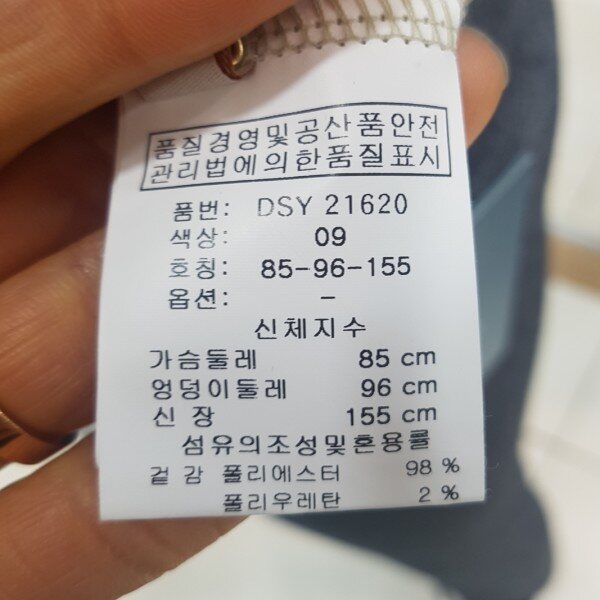 품질경영및공산품안전
관리법에의한품질표시
품번: DSY 21620
색상: 09
호칭: 85-96-155
옵션: -
신체지수
가슴둘레 85 cm
엉덩이둘레 96 cm
신 장 155 cm
섬유의조성및혼용률
겉 감 폴리에스터 98 %
폴리우레탄 2 %